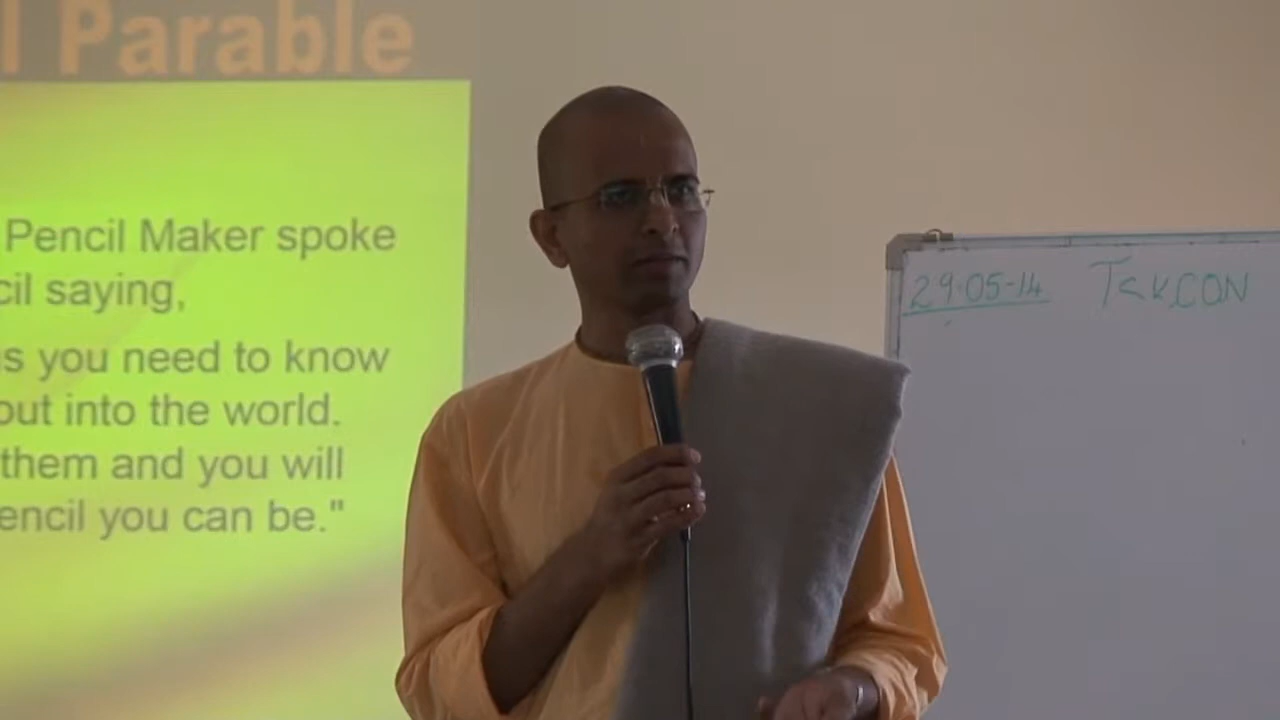 l Parable
Pencil Maker spoke
cil saying,
s you need to know
out into the world.
them and you will
encil you can be."
29-05-14 ISKCON